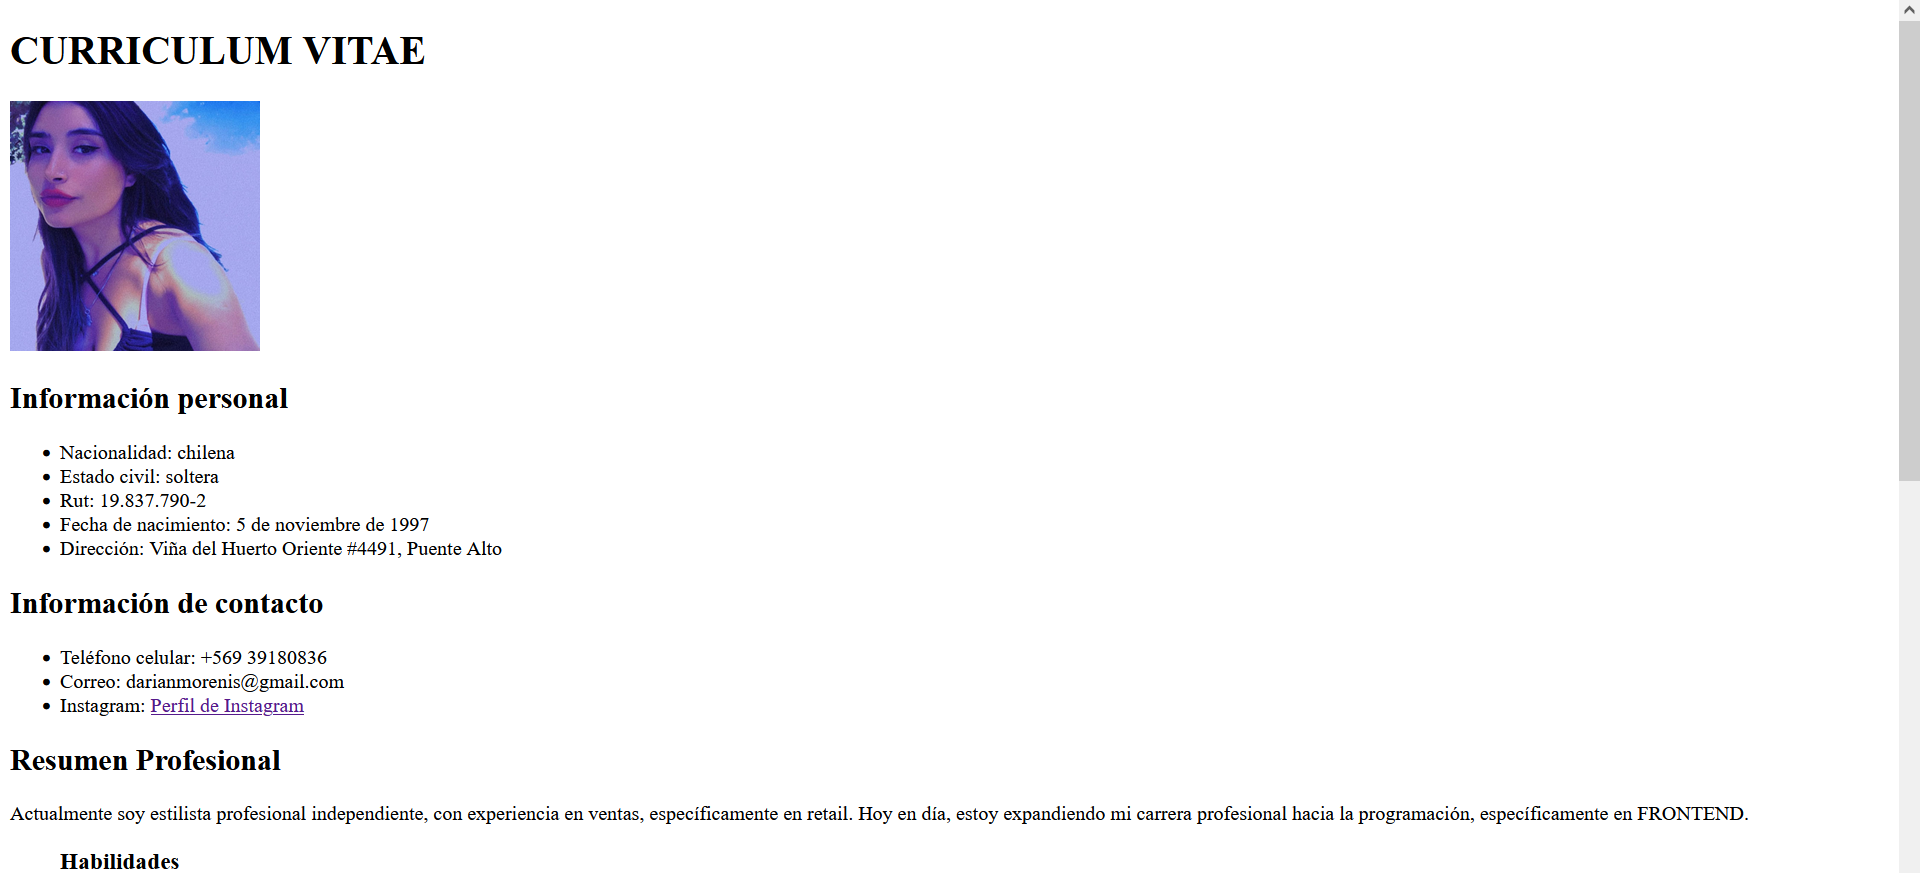 CURRICULUM VITAE
Información personal
Nacionalidad: chilena
Estado civil: soltera
Rut: 19.837.790-2
Fecha de nacimiento: 5 de noviembre de 1997
Dirección: Viña del Huerto Oriente #4491, Puente Alto
Información de contacto
Teléfono celular: +569 39180836
Correo: darianmorenis@gmail.com
Instagram: Perfil de Instagram
Resumen Profesional
Actualmente soy estilista profesional independiente, con experiencia en ventas, específicamente en retail. Hoy en día, estoy expandiendo mi carrera profesional hacia la programación, específicamente en FRONTEND.
Habilidades